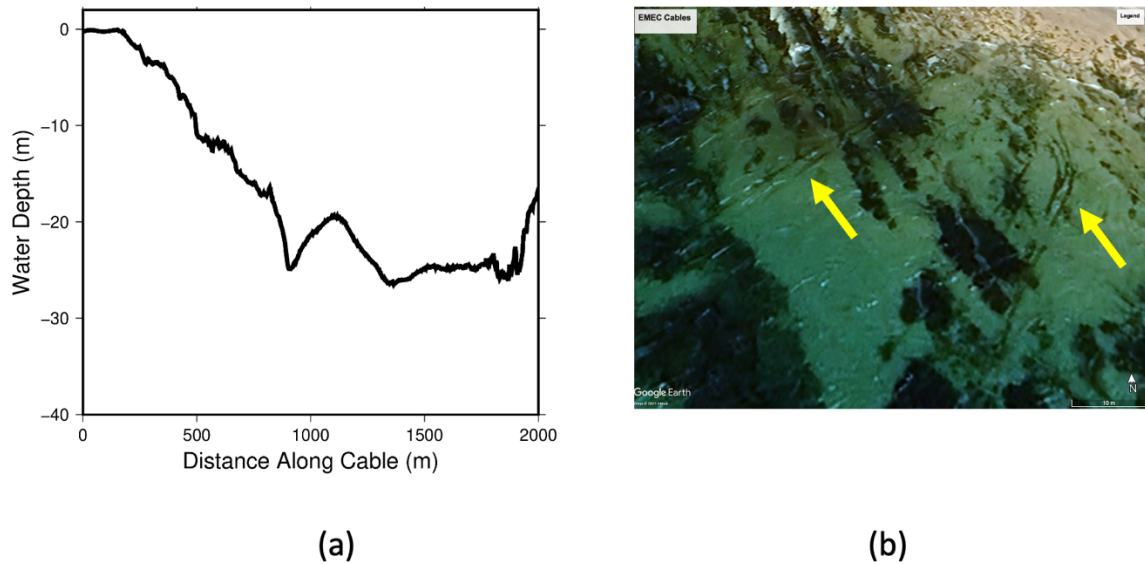 0
−10
−20
−30
−40
Water Depth (m)
0 500 1000 1500 2000
Distance Along Cable (m)
(a)
EMEC Cables
Legend
Google Earth
N
10 m
(b)